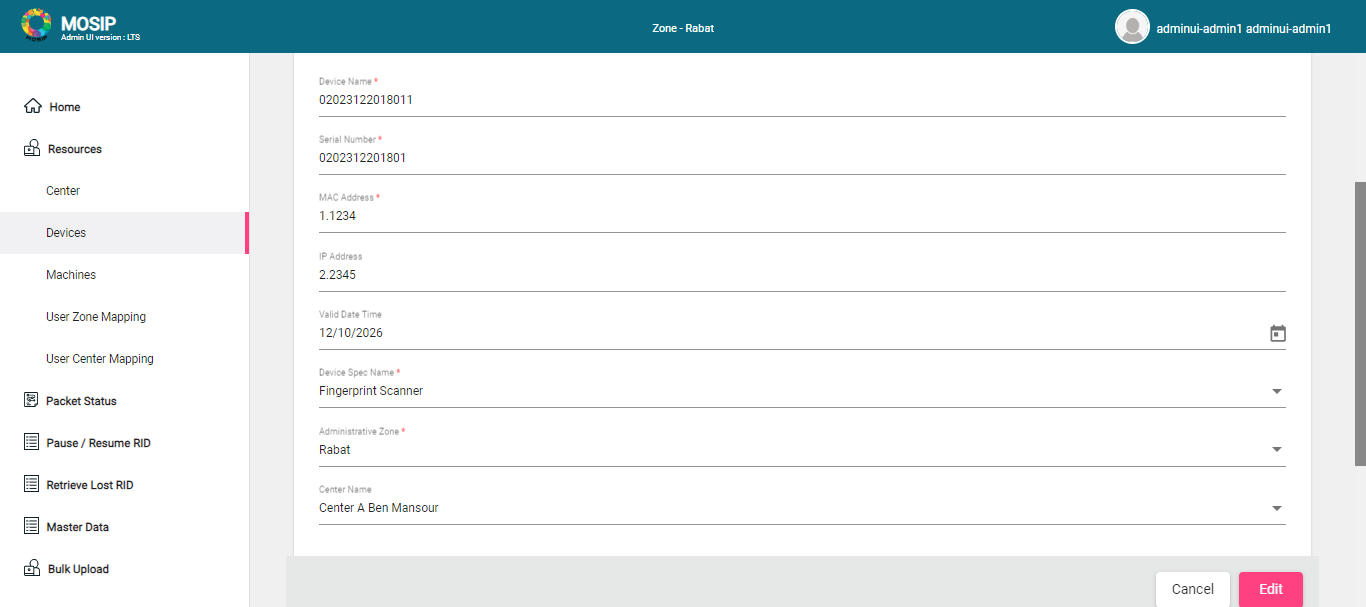 MOSIP
Admin UI version : LTS
Zone - Rabat
adminui-admin1 adminui-admin1
Home
Resources
Center
Devices
Machines
User Zone Mapping
User Center Mapping
Packet Status
Pause / Resume RID
Retrieve Lost RID
Master Data
Bulk Upload
Device Name *
02023122018011
Serial Number *
0202312201801
MAC Address *
1.1234
IP Address
2.2345
Valid Date Time
12/10/2026
Device Spec Name *
Fingerprint Scanner
Administrative Zone *
Rabat
Center Name
Center A Ben Mansour
Cancel
Edit